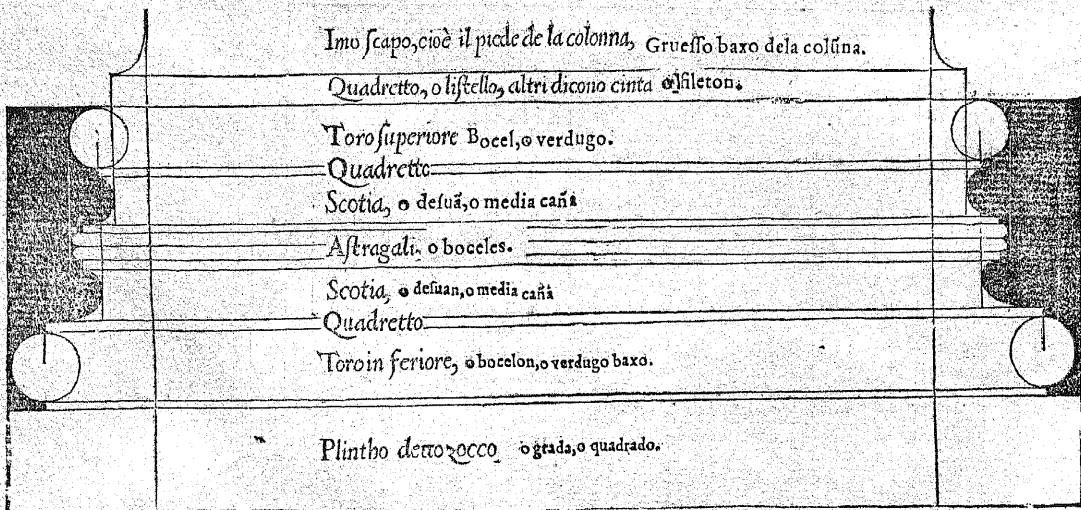 Imo ſcapo, cioè il piede de la colonna, Grueſſo baxo dela colũna.
Quadretto, o liſtello, altri dicono cinta o fileton.
Toro ſuperiore Bocel, o verdugo.
Quadretto
Scotia, o deſuã, o media caña
Aſtragali. o boceles.
Scotia, o deſuan, o media caña
Quadretto
Toro in feriore, o bocelon, o verdugo baxo.
Plintho detto zocco o grada, o quadrado.